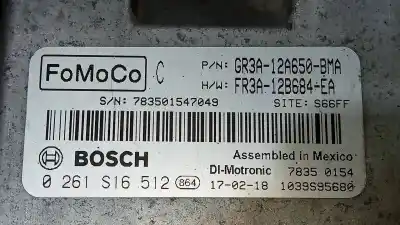 FoMoCo C P/N: GR3A-12A650-BMA
H/W: FR3A-12B684-EA
S/N: 783501547049 SITE: S66FF
BOSCH Assembled in Mexico
DI-Motronic 7835 0154
0 261 S16 512 864 17-02-18 1039S95680